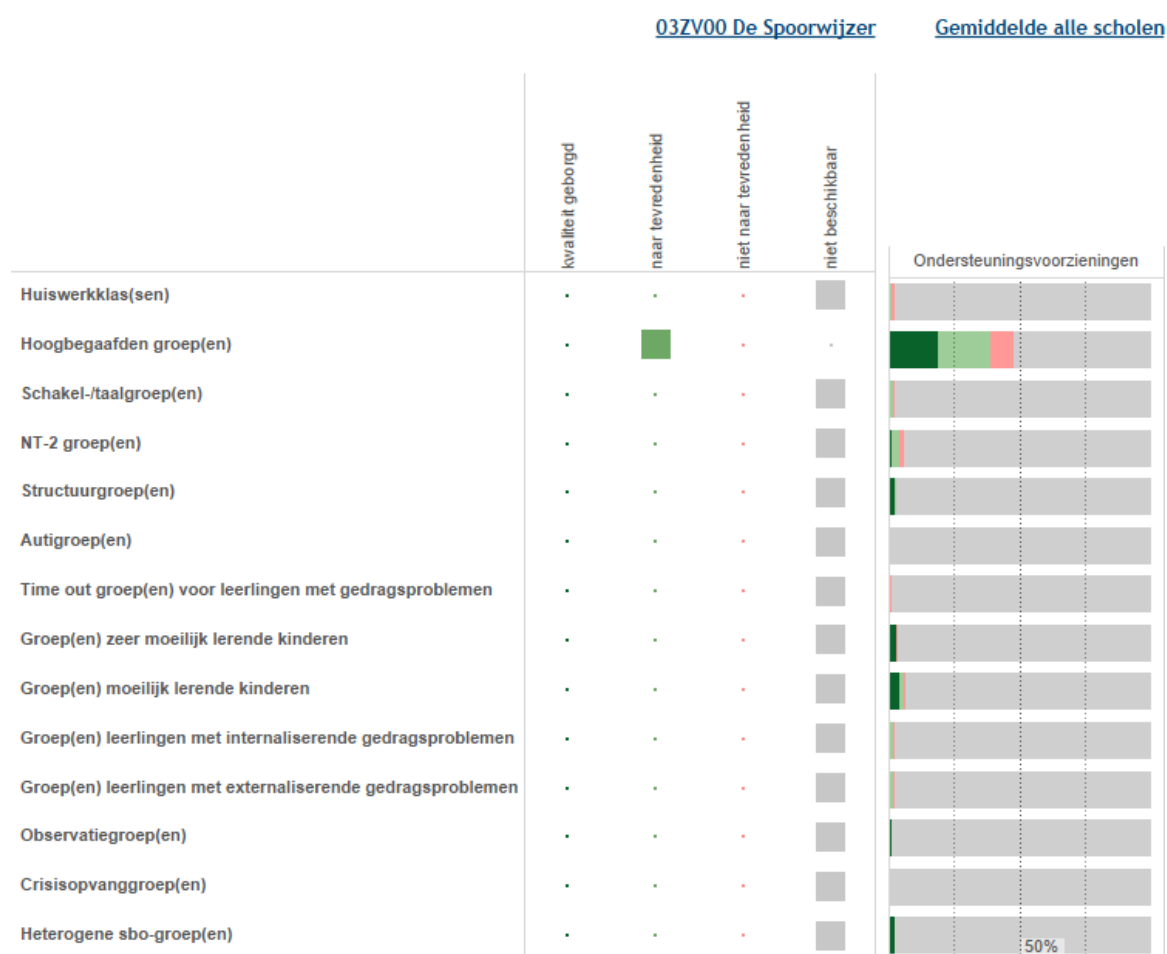 03ZV00 De Spoorwijzer
Gemiddelde alle scholen
kwaliteit geborgd
naar tevredenheid
niet naar tevredenheid
niet beschikbaar
Ondersteuningsvoorzieningen
Huiswerkklas(sen)
Hoogbegaafden groep(en)
Schakel-/taalgroep(en)
NT-2 groep(en)
Structuurgroep(en)
Autigroep(en)
Time out groep(en) voor leerlingen met gedragsproblemen
Groep(en) zeer moeilijk lerende kinderen
Groep(en) moeilijk lerende kinderen
Groep(en) leerlingen met internaliserende gedragsproblemen
Groep(en) leerlingen met externaliserende gedragsproblemen
Observatiegroep(en)
Crisisopvanggroep(en)
Heterogene sbo-groep(en)
50%